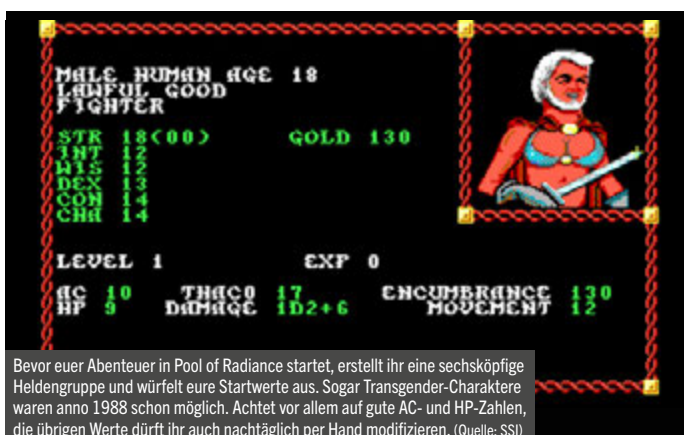 MALE HUMAN AGE 18
LAWFUL GOOD
FIGHTER
STR 18(00) GOLD 130
INT 12
WIS 12
DEX 13
CON 14
CHA 14
LEVEL 1 EXP 0
AC 10 THAC0 17 ENCUMBRANCE 130
HP 9 DAMAGE 1D2+6 MOVEMENT 12
Bevor euer Abenteuer in Pool of Radiance startet, erstellt ihr eine sechsköpfige
Heldengruppe und würfelt eure Startwerte aus. Sogar Transgender-Charaktere
waren anno 1988 schon möglich. Achtet vor allem auf gute AC- und HP-Zahlen,
die übrigen Werte dürft ihr auch nachtäglich per Hand modifizieren. (Quelle: SSI)